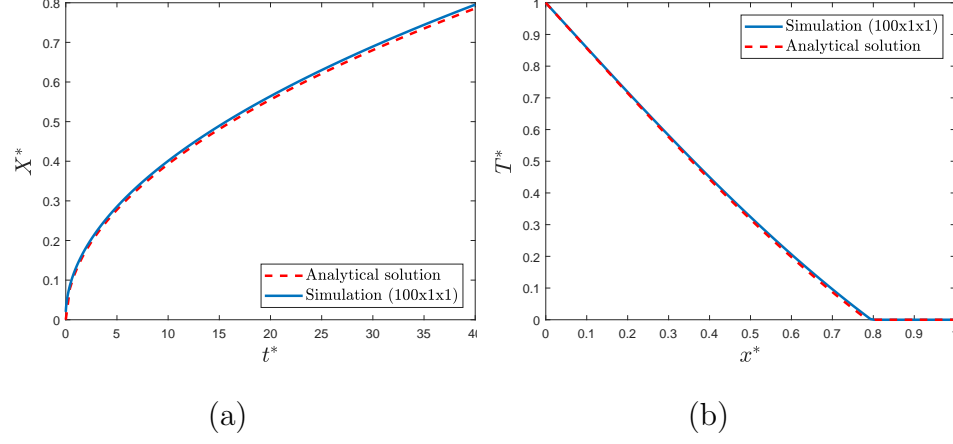 0.8
0.7
0.6
0.5
0.4
0.3
0.2
0.1
0
X*
Analytical solution
Simulation (100x1x1)
0 5 10 15 20 25 30 35 40
t*
(a)
1
0.9
0.8
0.7
0.6
0.5
0.4
0.3
0.2
0.1
0
T*
Simulation (100x1x1)
Analytical solution
0 0.1 0.2 0.3 0.4 0.5 0.6 0.7 0.8 0.9 1
x*
(b)